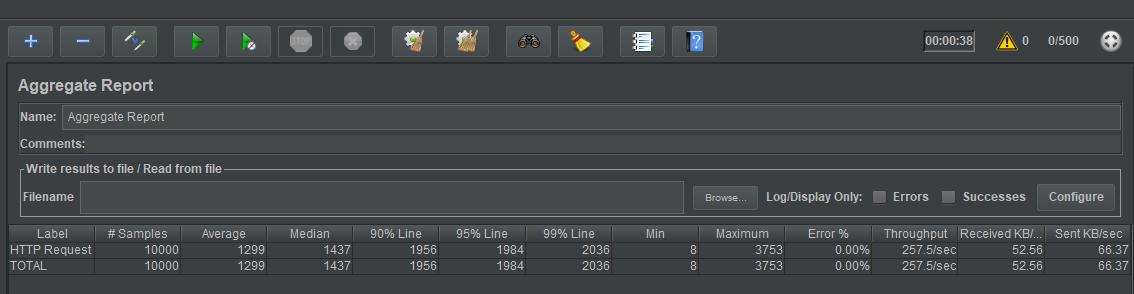 STOP 00:00:38 0 0/500
Aggregate Report
Name: Aggregate Report
Comments:
Write results to file / Read from file
Filename Browse... Log/Display Only: Errors Successes Configure
Label # Samples Average Median 90% Line 95% Line 99% Line Min Maximum Error % Throughput Received KB/... Sent KB/sec
HTTP Request 10000 1299 1437 1956 1984 2036 8 3753 0.00% 257.5/sec 52.56 66.37
TOTAL 10000 1299 1437 1956 1984 2036 8 3753 0.00% 257.5/sec 52.56 66.37